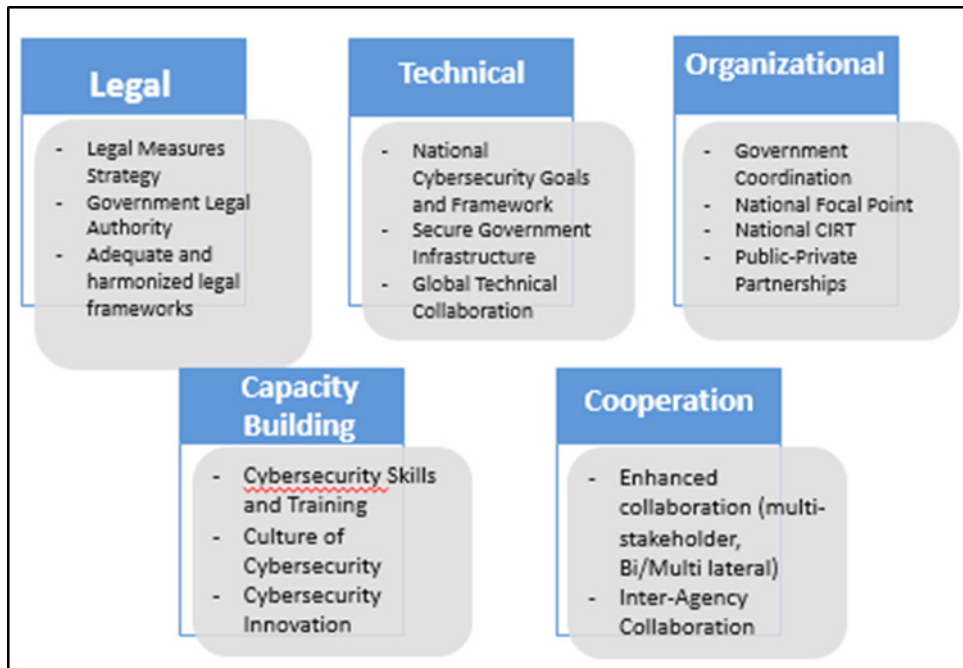 Legal
- Legal Measures
Strategy
- Government Legal
Authority
- Adequate and
harmonized legal
frameworks
Technical
- National
Cybersecurity Goals
and Framework
- Secure Government
Infrastructure
- Global Technical
Collaboration
Organizational
- Government
Coordination
- National Focal Point
- National CIRT
- Public-Private
Partnerships
Capacity
Building
- Cybersecurity Skills
and Training
- Culture of
Cybersecurity
- Cybersecurity
Innovation
Cooperation
- Enhanced
collaboration (multi-
stakeholder,
Bi/Multi lateral)
- Inter-Agency
Collaboration